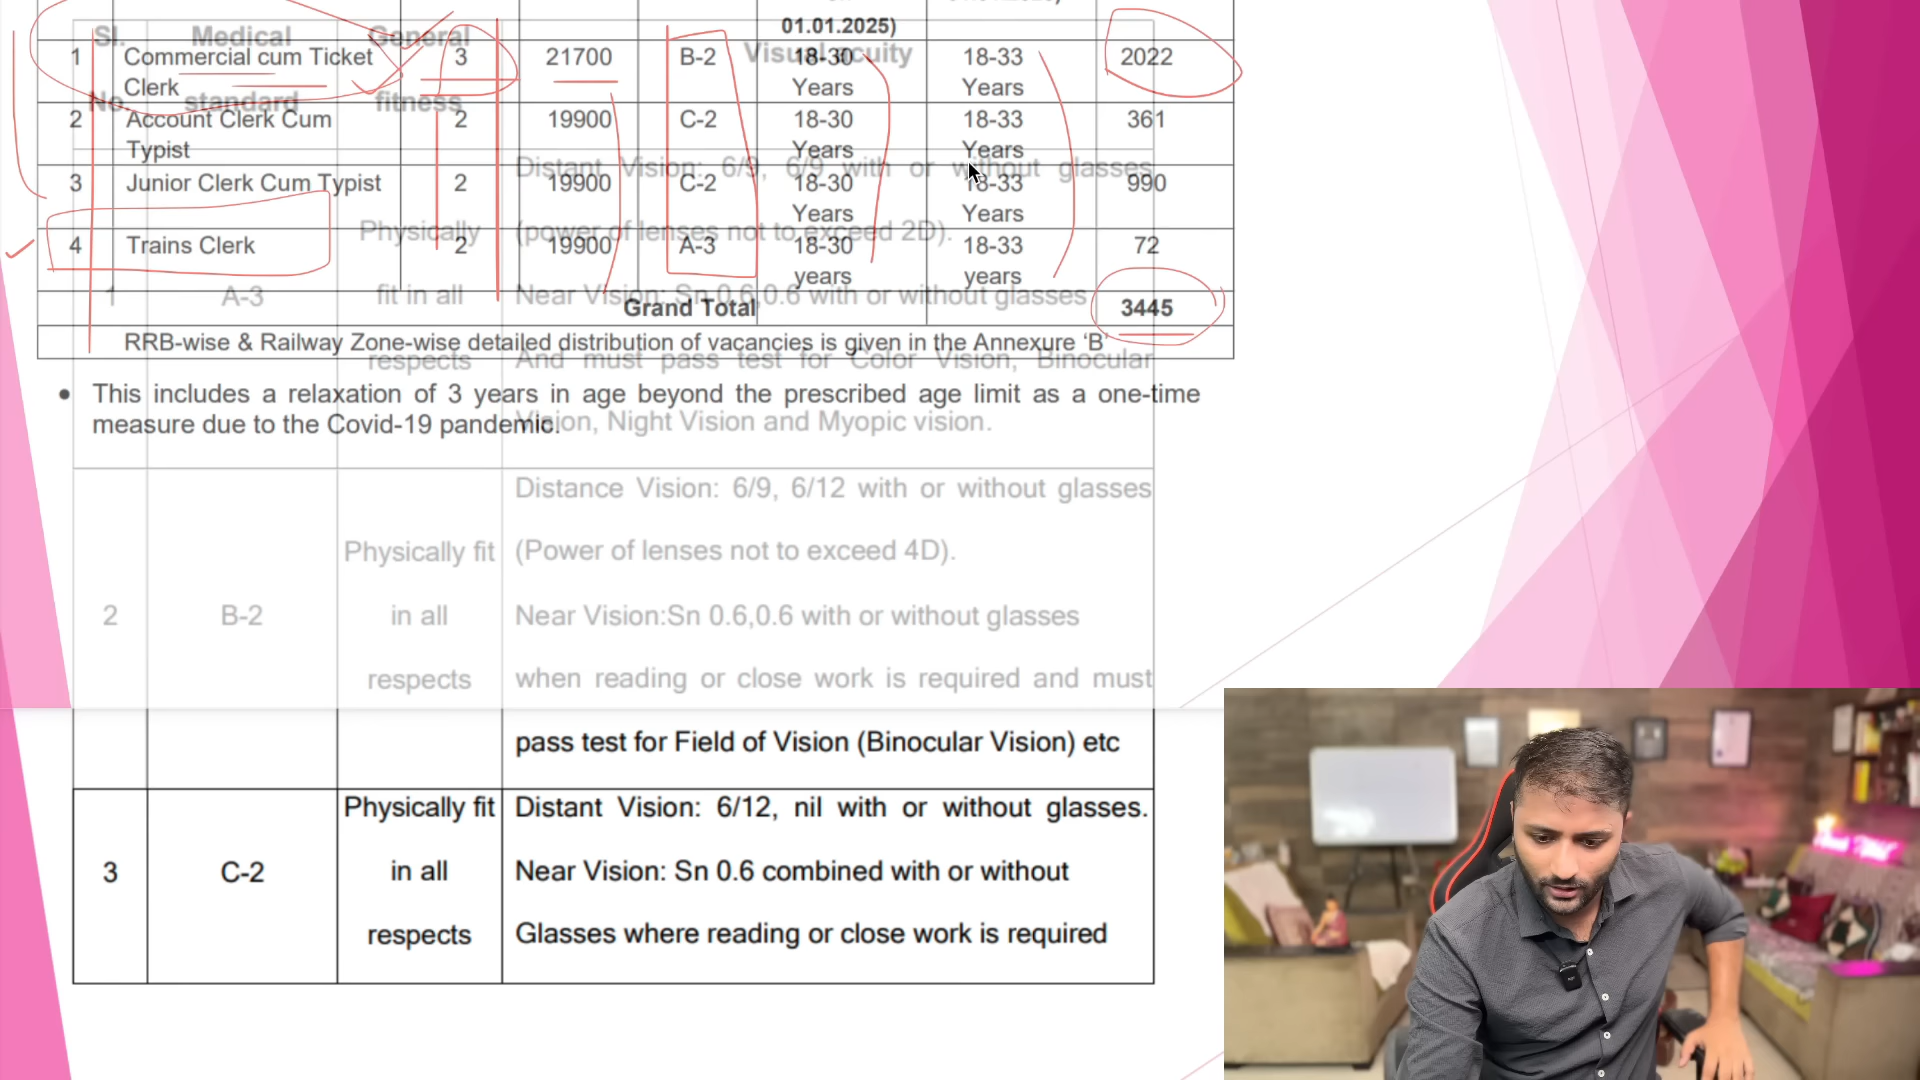 01.01.2025)
1 Commercial cum Ticket Clerk 3 21700 B-2 18-30 Years 18-33 Years 2022
2 Account Clerk Cum Typist 2 19900 C-2 18-30 Years 18-33 Years 361
3 Junior Clerk Cum Typist 2 19900 C-2 18-30 Years 18-33 Years 990
4 Trains Clerk 2 19900 A-3 18-30 years 18-33 years 72
Grand Total 3445
RRB-wise & Railway Zone-wise detailed distribution of vacancies is given in the Annexure ‘B’
• This includes a relaxation of 3 years in age beyond the prescribed age limit as a one-time
measure due to the Covid-19 pandemic.
Sl. Medical General
Visual acuity
No. standard fitness
Distant Vision: 6/9, 6/9 with or without glasses
Physically (power of lenses not to exceed 2D).
1 A-3 fit in all Near Vision: Sn 0.6,0.6 with or without glasses
respects And must pass test for Color Vision, Binocular
Vision, Night Vision and Myopic vision.
Distance Vision: 6/9, 6/12 with or without glasses
Physically fit (Power of lenses not to exceed 4D).
2 B-2 in all Near Vision:Sn 0.6,0.6 with or without glasses
respects when reading or close work is required and must
pass test for Field of Vision (Binocular Vision) etc
Physically fit Distant Vision: 6/12, nil with or without glasses.
3 C-2 in all Near Vision: Sn 0.6 combined with or without
respects Glasses where reading or close work is required